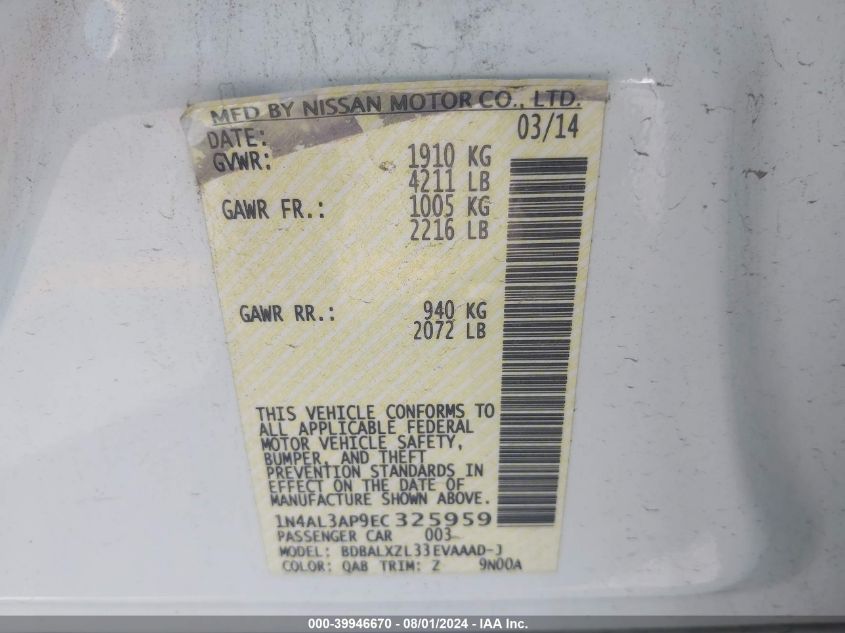 MFD BY NISSAN MOTOR CO., LTD.
DATE: 03/14
GVWR: 1910 KG
4211 LB
GAWR FR.: 1005 KG
2216 LB
GAWR RR.: 940 KG
2072 LB
THIS VEHICLE CONFORMS TO
ALL APPLICABLE FEDERAL
MOTOR VEHICLE SAFETY,
BUMPER, AND THEFT
PREVENTION STANDARDS IN
EFFECT ON THE DATE OF
MANUFACTURE SHOWN ABOVE.
1N4AL3AP9EC325959
PASSENGER CAR 003
MODEL: BDBALXZL33EVAAAD-J
COLOR: QAB TRIM: Z 9N00A
000-39946670 - 08/01/2024 - IAA Inc.